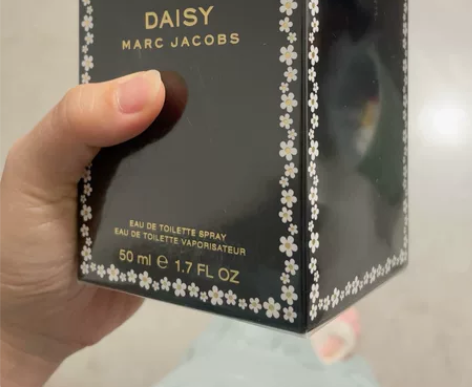 DAISY
MARC JACOBS
EAU DE TOILETTE SPRAY
EAU DE TOILETTE VAPORISATEUR
50 ml ℮ 1.7 FL OZ